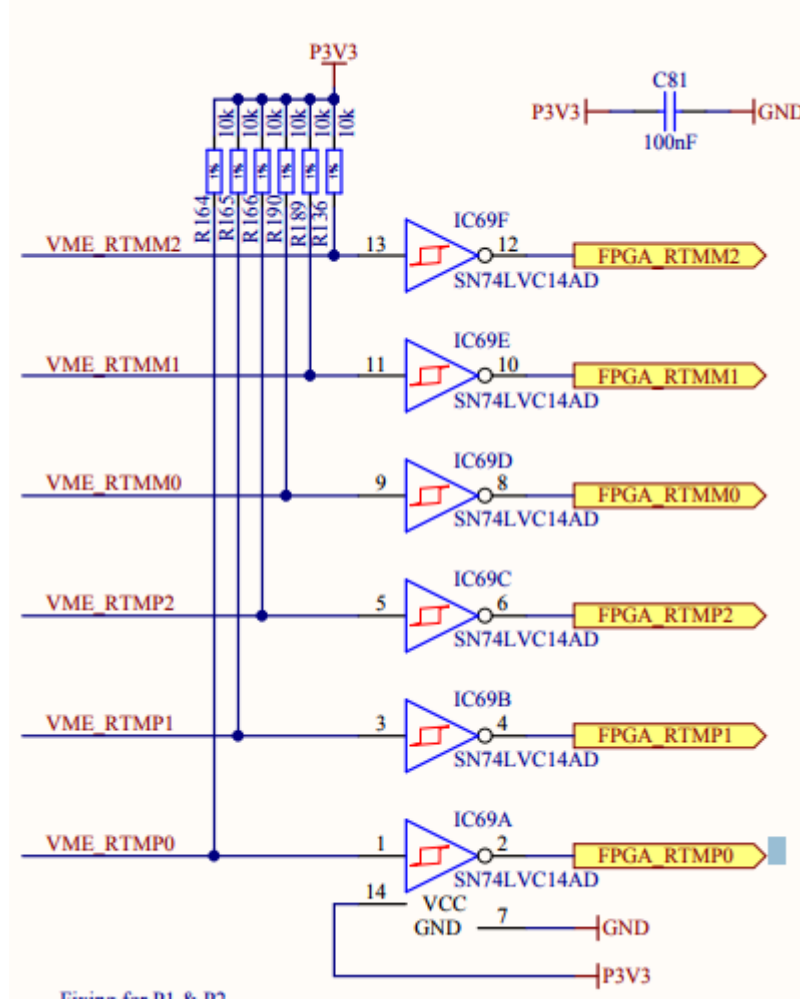 P3V3
C81
P3V3
GND
100nF
10k 10k 10k 10k 10k 10k
1% 1% 1% 1% 1% 1%
R164 R165 R166 R190 R189 R136
IC69F
VME_RTMM2 13 12 FPGA_RTMM2
SN74LVC14AD
IC69E
VME_RTMM1 11 10 FPGA_RTMM1
SN74LVC14AD
IC69D
VME_RTMM0 9 8 FPGA_RTMM0
SN74LVC14AD
IC69C
VME_RTMP2 5 6 FPGA_RTMP2
SN74LVC14AD
IC69B
VME_RTMP1 3 4 FPGA_RTMP1
SN74LVC14AD
IC69A
VME_RTMP0 1 2 FPGA_RTMP0
SN74LVC14AD
14 VCC
GND 7 GND
P3V3
for P1 & P2